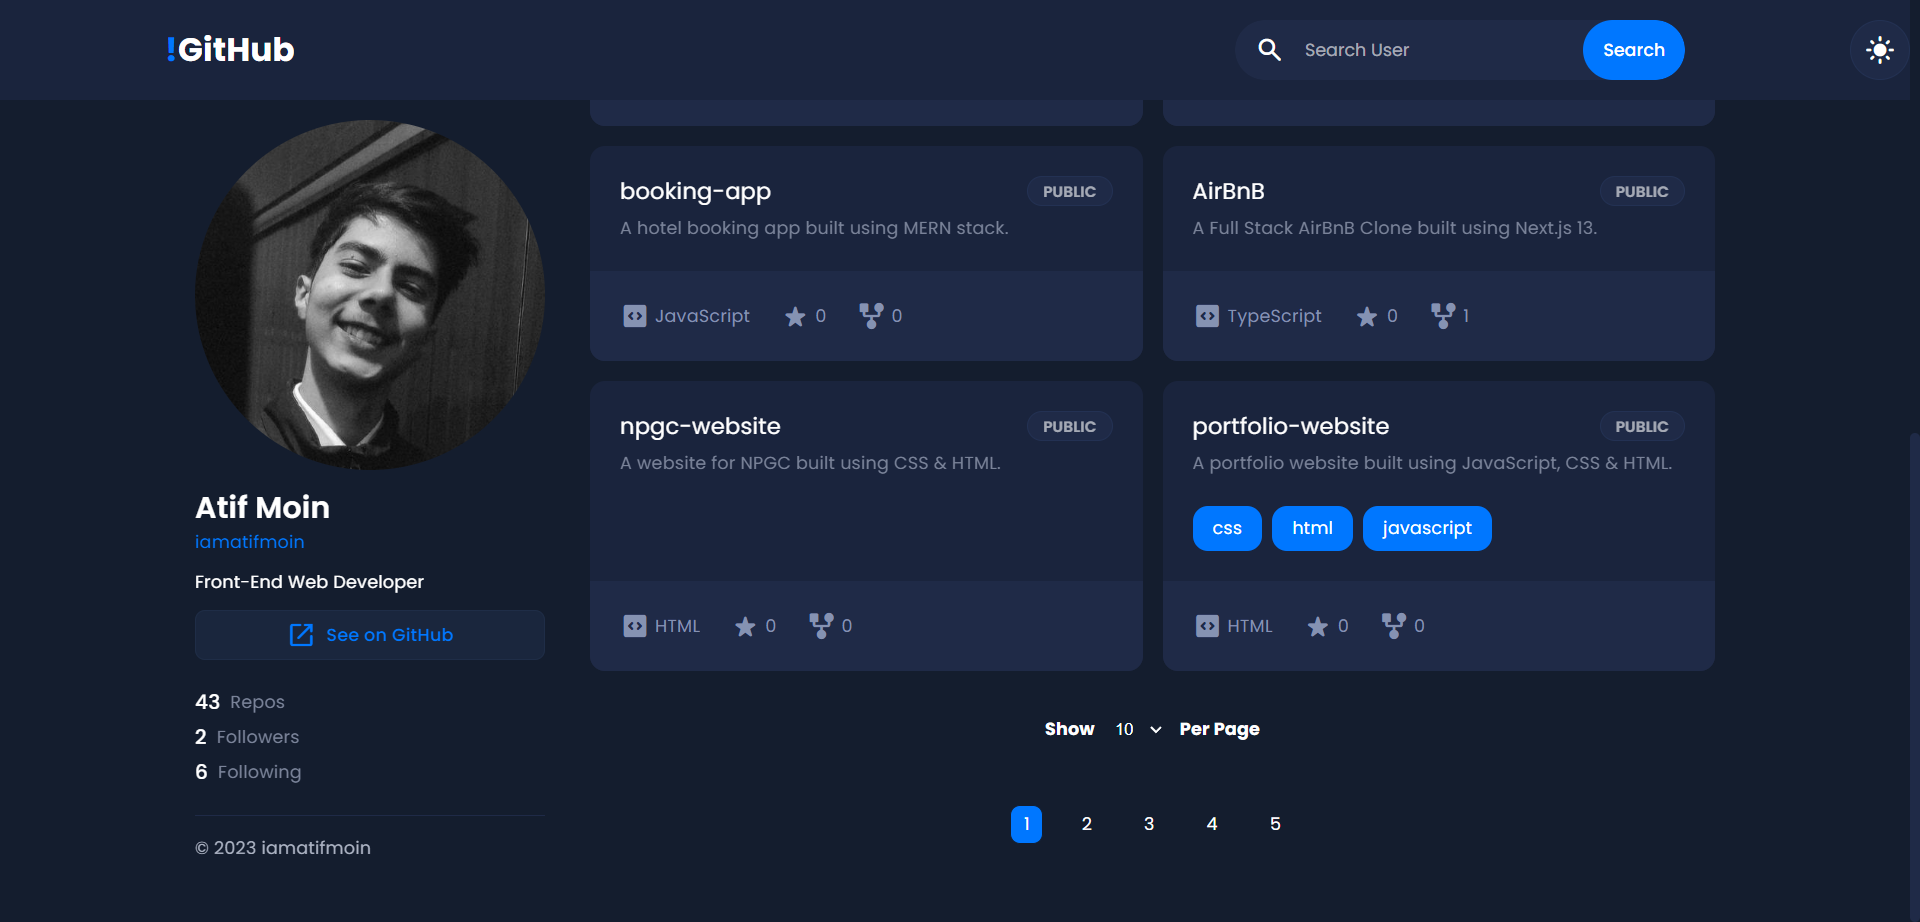 !GitHub
Search User
Search
Atif Moin
iamatifmoin
Front-End Web Developer
See on GitHub
43 Repos
2 Followers
6 Following
© 2023 iamatifmoin
booking-app
PUBLIC
A hotel booking app built using MERN stack.
JavaScript 0 0
AirBnB
PUBLIC
A Full Stack AirBnB Clone built using Next.js 13.
TypeScript 0 1
npgc-website
PUBLIC
A website for NPGC built using CSS & HTML.
HTML 0 0
portfolio-website
PUBLIC
A portfolio website built using JavaScript, CSS & HTML.
css html javascript
HTML 0 0
Show 10 Per Page
1 2 3 4 5